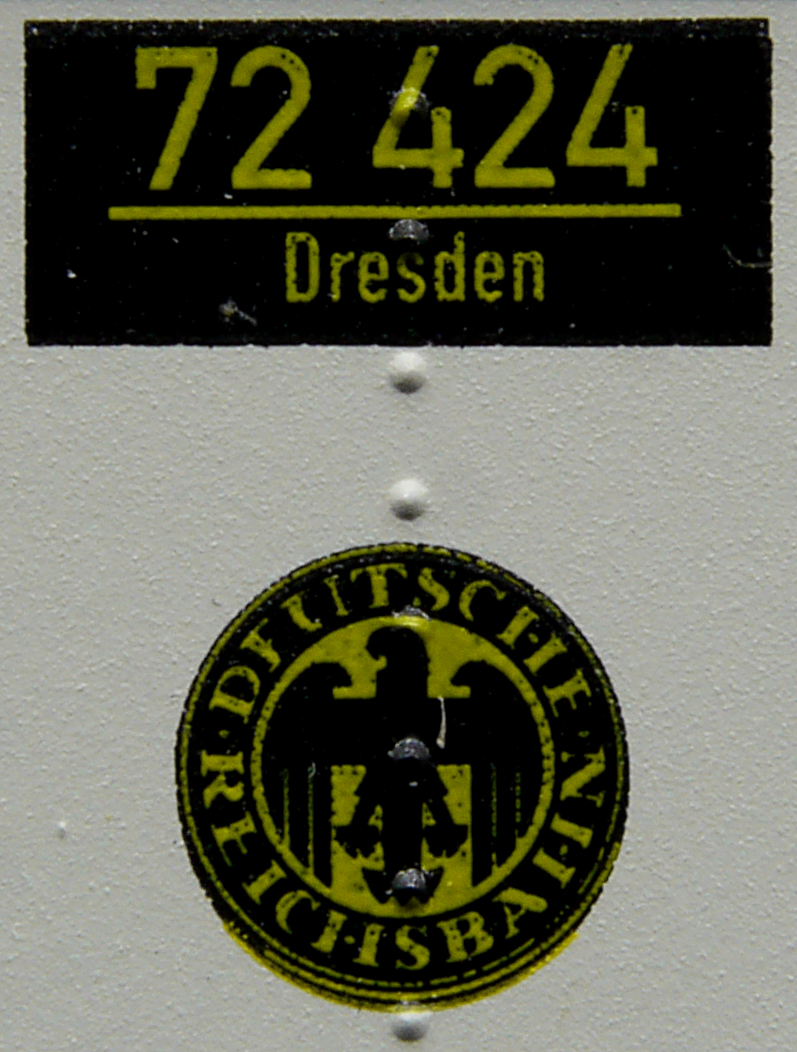 72 424
Dresden
DEUTSCHE
REICHSBAHN